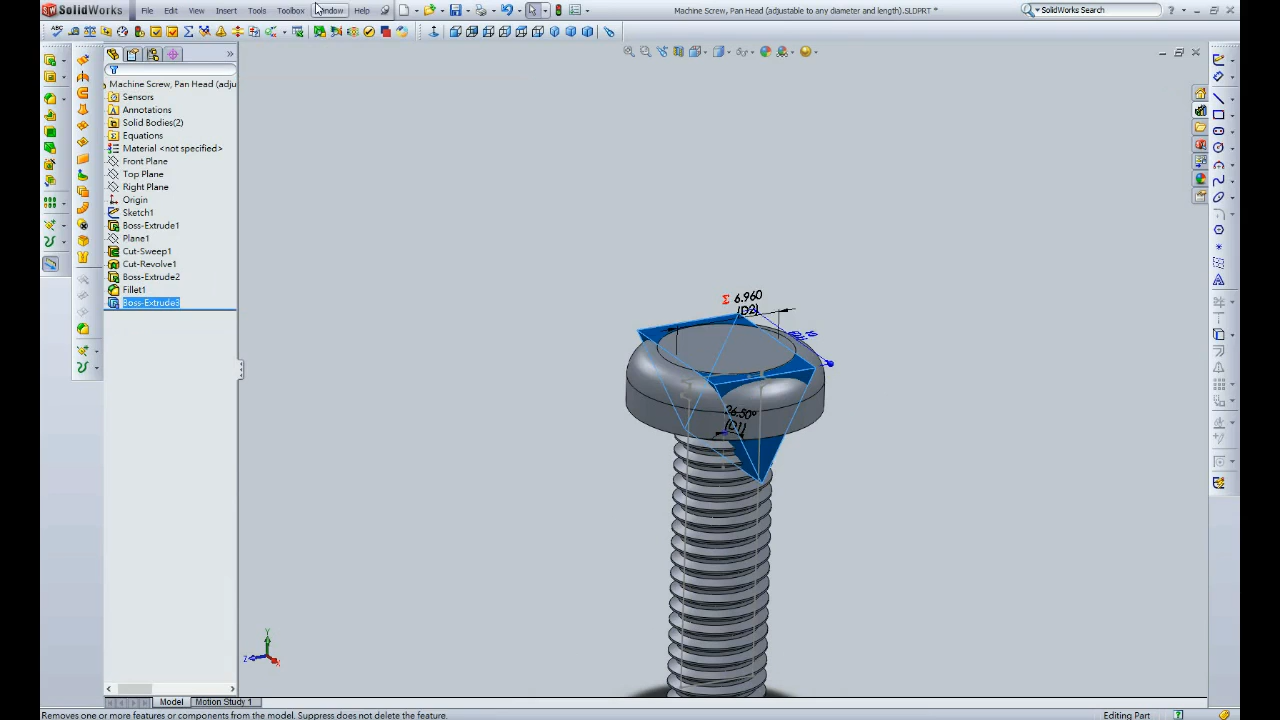 SolidWorks
File Edit View Insert Tools Toolbox Window Help
Machine Screw, Pan Head (adjustable to any diameter and length).SLDPRT *
SolidWorks Search
Machine Screw, Pan Head (adju
Sensors
Annotations
Solid Bodies(2)
Equations
Material <not specified>
Front Plane
Top Plane
Right Plane
Origin
Sketch1
Boss-Extrude1
Plane1
Cut-Sweep1
Cut-Revolve1
Boss-Extrude2
Fillet1
Boss-Extrude3
Σ 6.960
(D2)
36.50°
(D1)
Y
Z
X
Model Motion Study 1
Removes one or more features or components from the model. Suppress does not delete the feature.
Editing Part